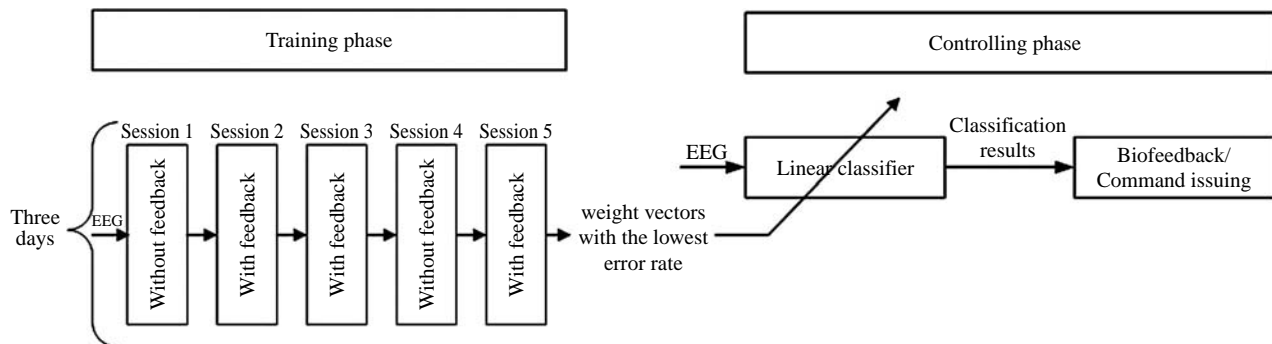 Training phase
Controlling phase
Session 1
Session 2
Session 3
Session 4
Session 5
Three
days
EEG
Without feedback
With feedback
With feedback
Without feedback
With feedback
weight vectors
with the lowest
error rate
EEG
Linear classifier
Classification
results
Biofeedback/
Command issuing